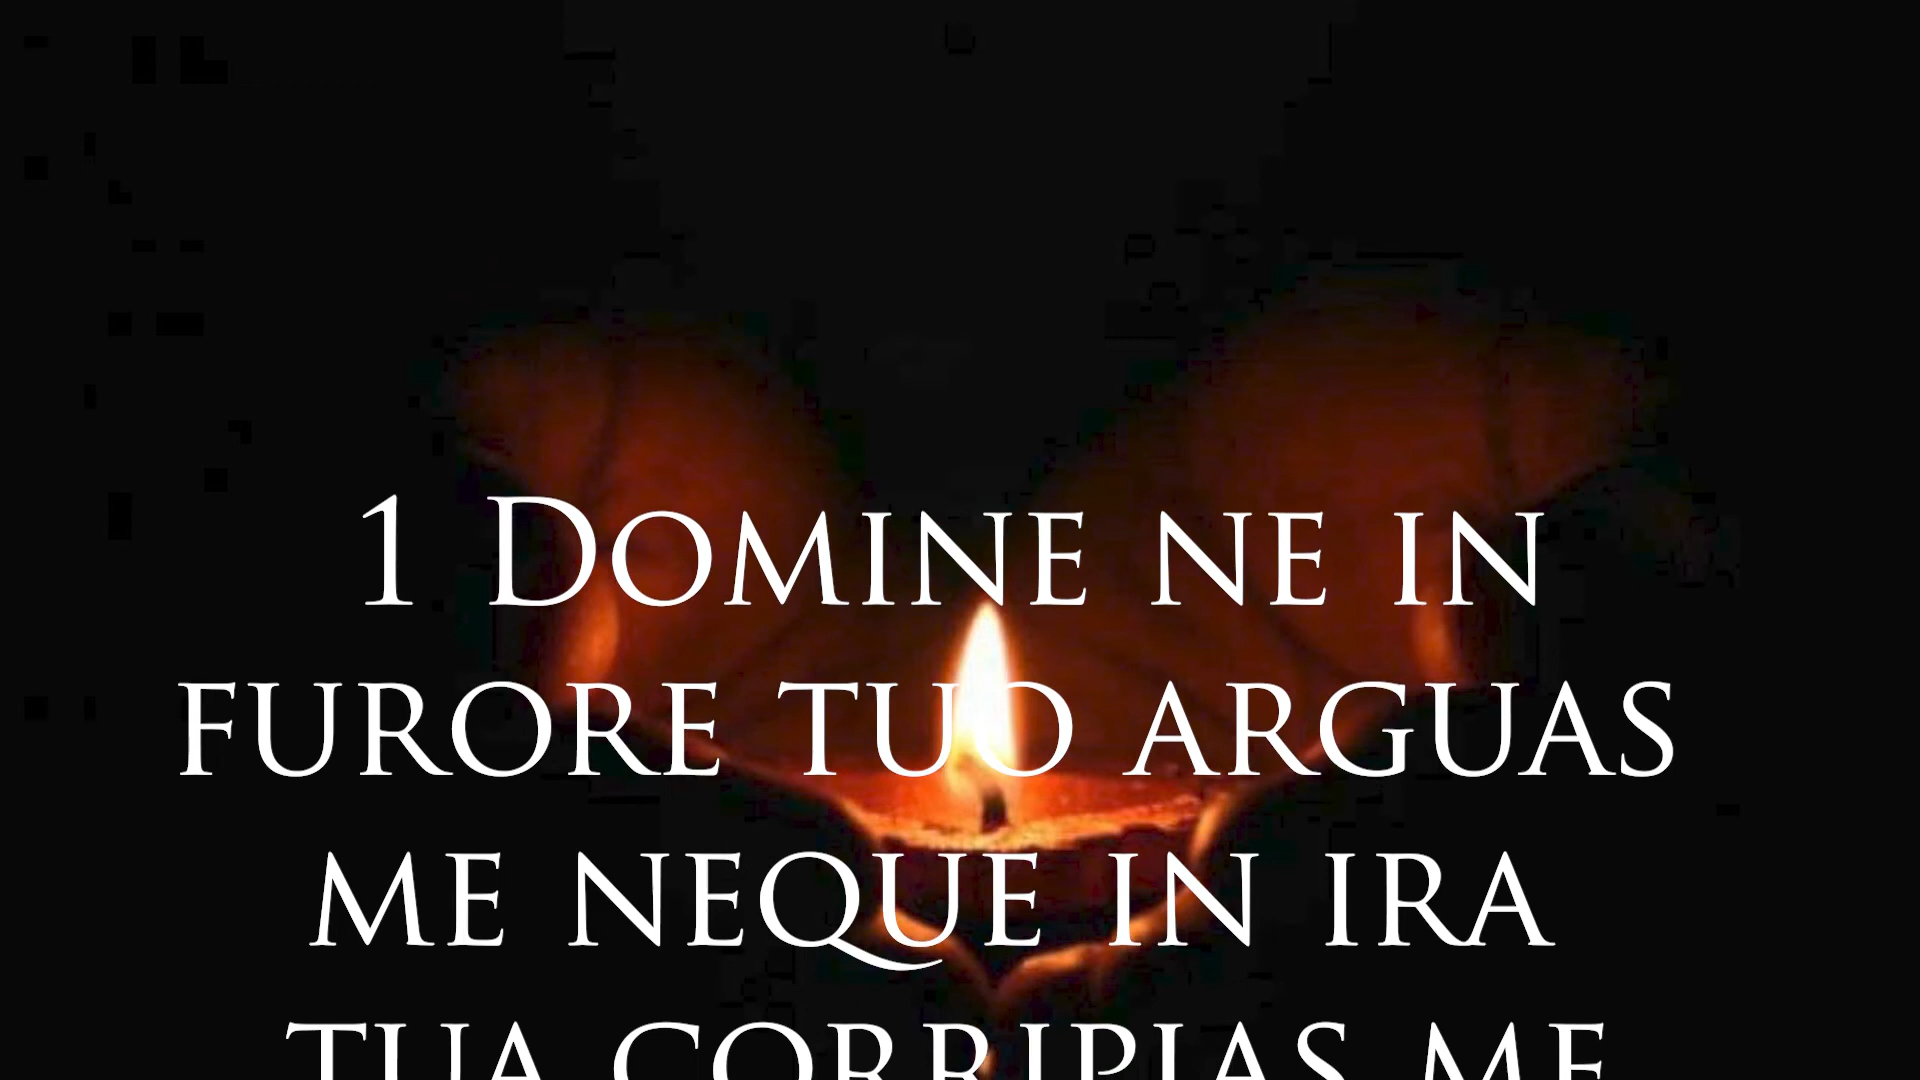 1 Domine ne in
furore tuo arguas
me neque in ira
tua corripias me